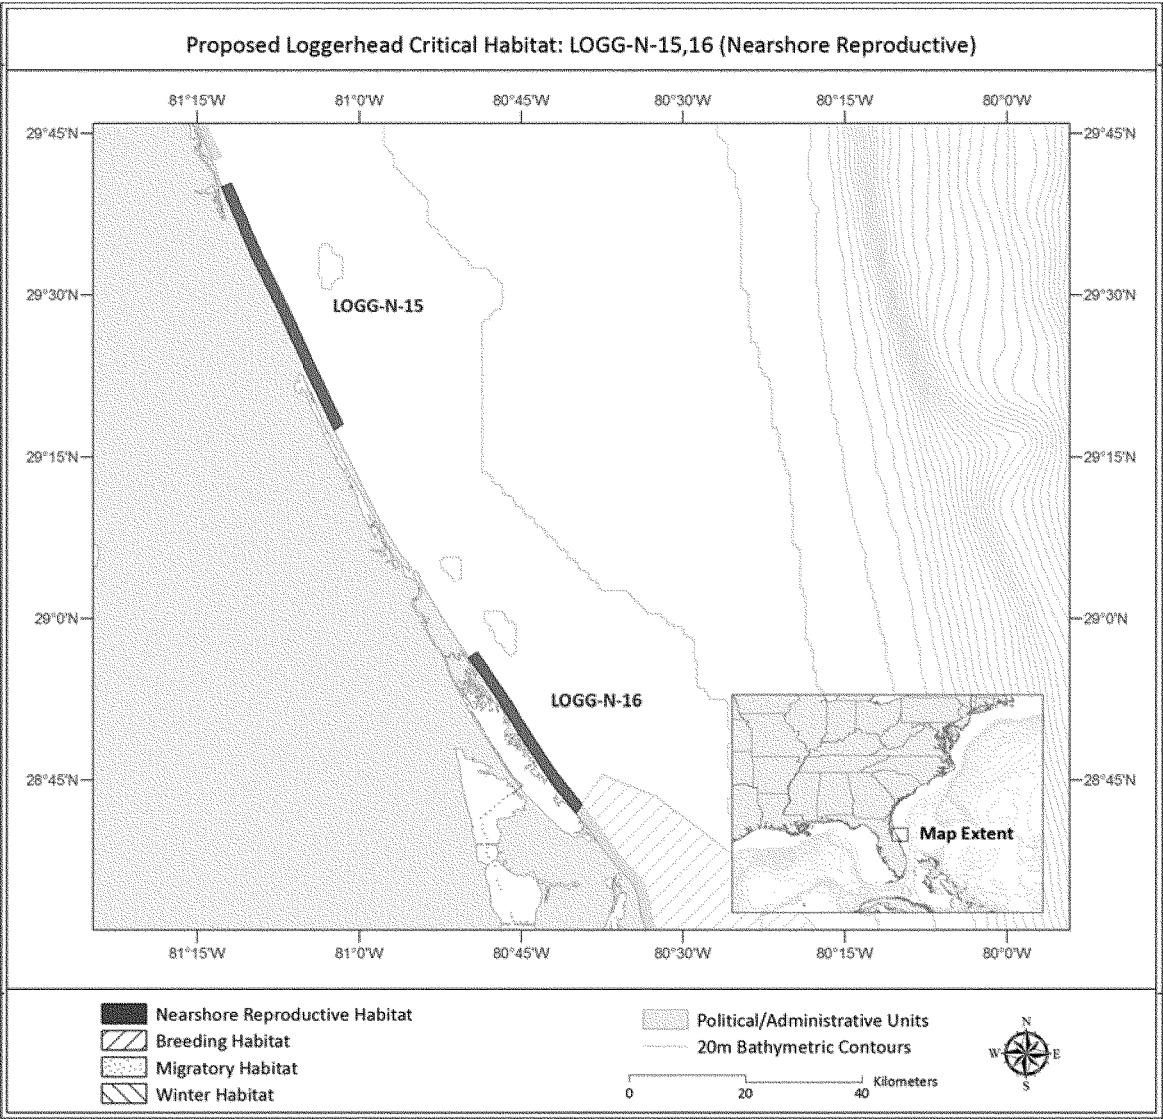 Proposed Loggerhead Critical Habitat: LOGG-N-15,16 (Nearshore Reproductive)
81°15'W 81°0'W 80°45'W 80°30'W 80°15'W 80°0'W
29°45'N 29°45'N
29°30'N 29°30'N
LOGG-N-15
29°15'N 29°15'N
29°0'N 29°0'N
LOGG-N-16
28°45'N 28°45'N
Map Extent
81°15'W 81°0'W 80°45'W 80°30'W 80°15'W 80°0'W
Nearshore Reproductive Habitat
Breeding Habitat
Migratory Habitat
Winter Habitat
Political/Administrative Units
20m Bathymetric Contours
Kilometers
0 20 40
N
W E
S